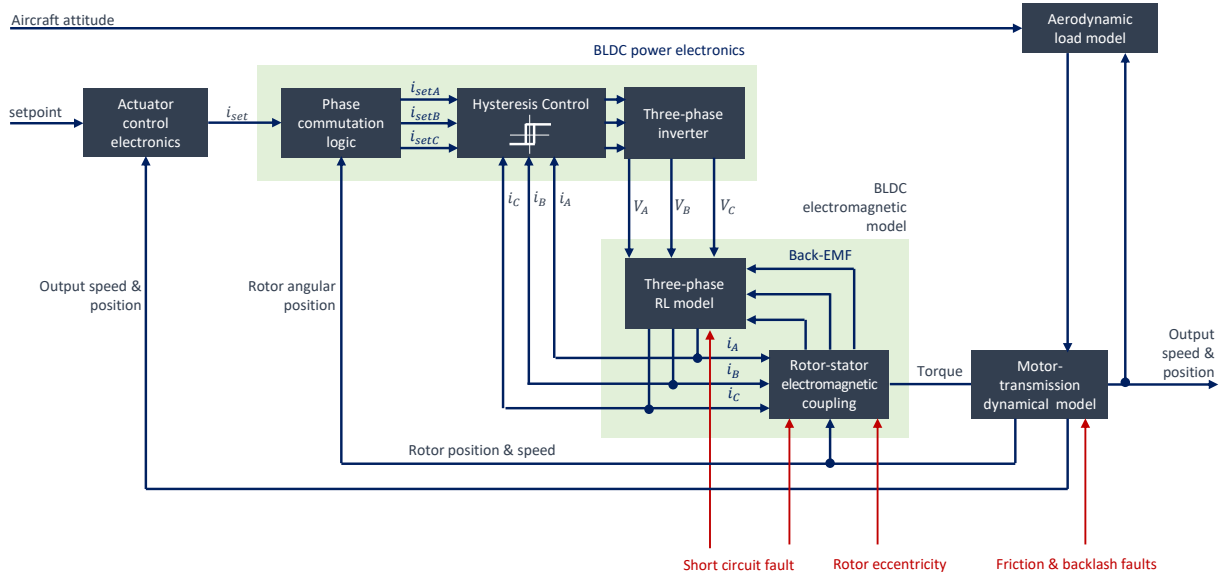 Aircraft attitude
Aerodynamic
load model
BLDC power electronics
setpoint
Actuator
control
electronics
i_set
Phase
commutation
logic
i_setA
i_setB
i_setC
Hysteresis Control
Three-phase
inverter
i_C
i_B
i_A
V_A
V_B
V_C
BLDC
electromagnetic
model
Back-EMF
Three-phase
RL model
Output speed &
position
Rotor angular
position
i_A
i_B
i_C
Rotor-stator
electromagnetic
coupling
Torque
Motor-
transmission
dynamical model
Output
speed &
position
Rotor position & speed
Short circuit fault
Rotor eccentricity
Friction & backlash faults